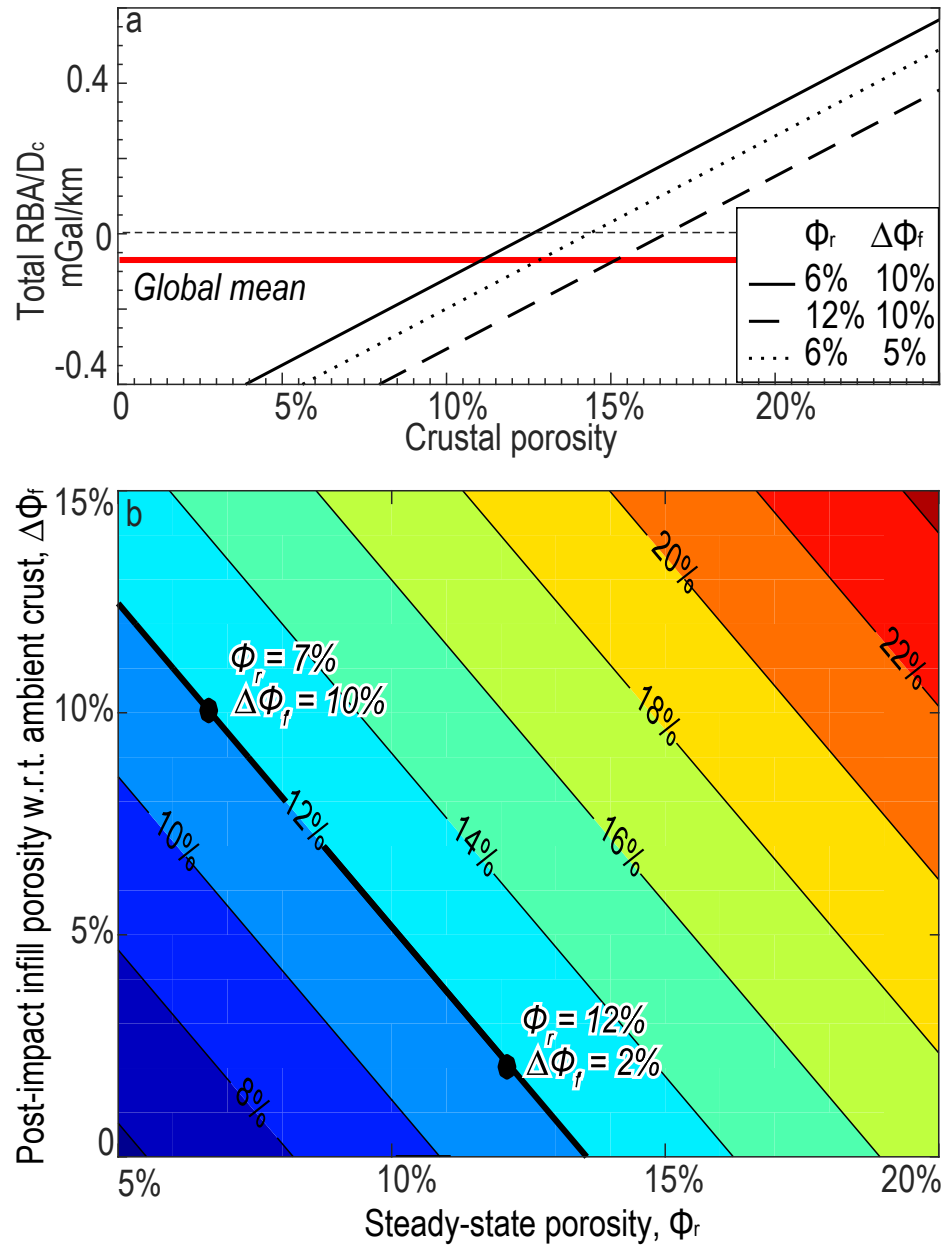 a
0.4
0
-0.4
Total RBA/Dc
mGal/km
Global mean
Φr ΔΦf
6% 10%
12% 10%
6% 5%
0 5% 10% 15% 20%
Crustal porosity
b
15%
10%
5%
0
Post-impact infill porosity w.r.t. ambient crust, ΔΦf
Φr = 7%
ΔΦf = 10%
Φr = 12%
ΔΦf = 2%
8%
10%
12%
14%
16%
18%
20%
22%
5% 10% 15% 20%
Steady-state porosity, Φr